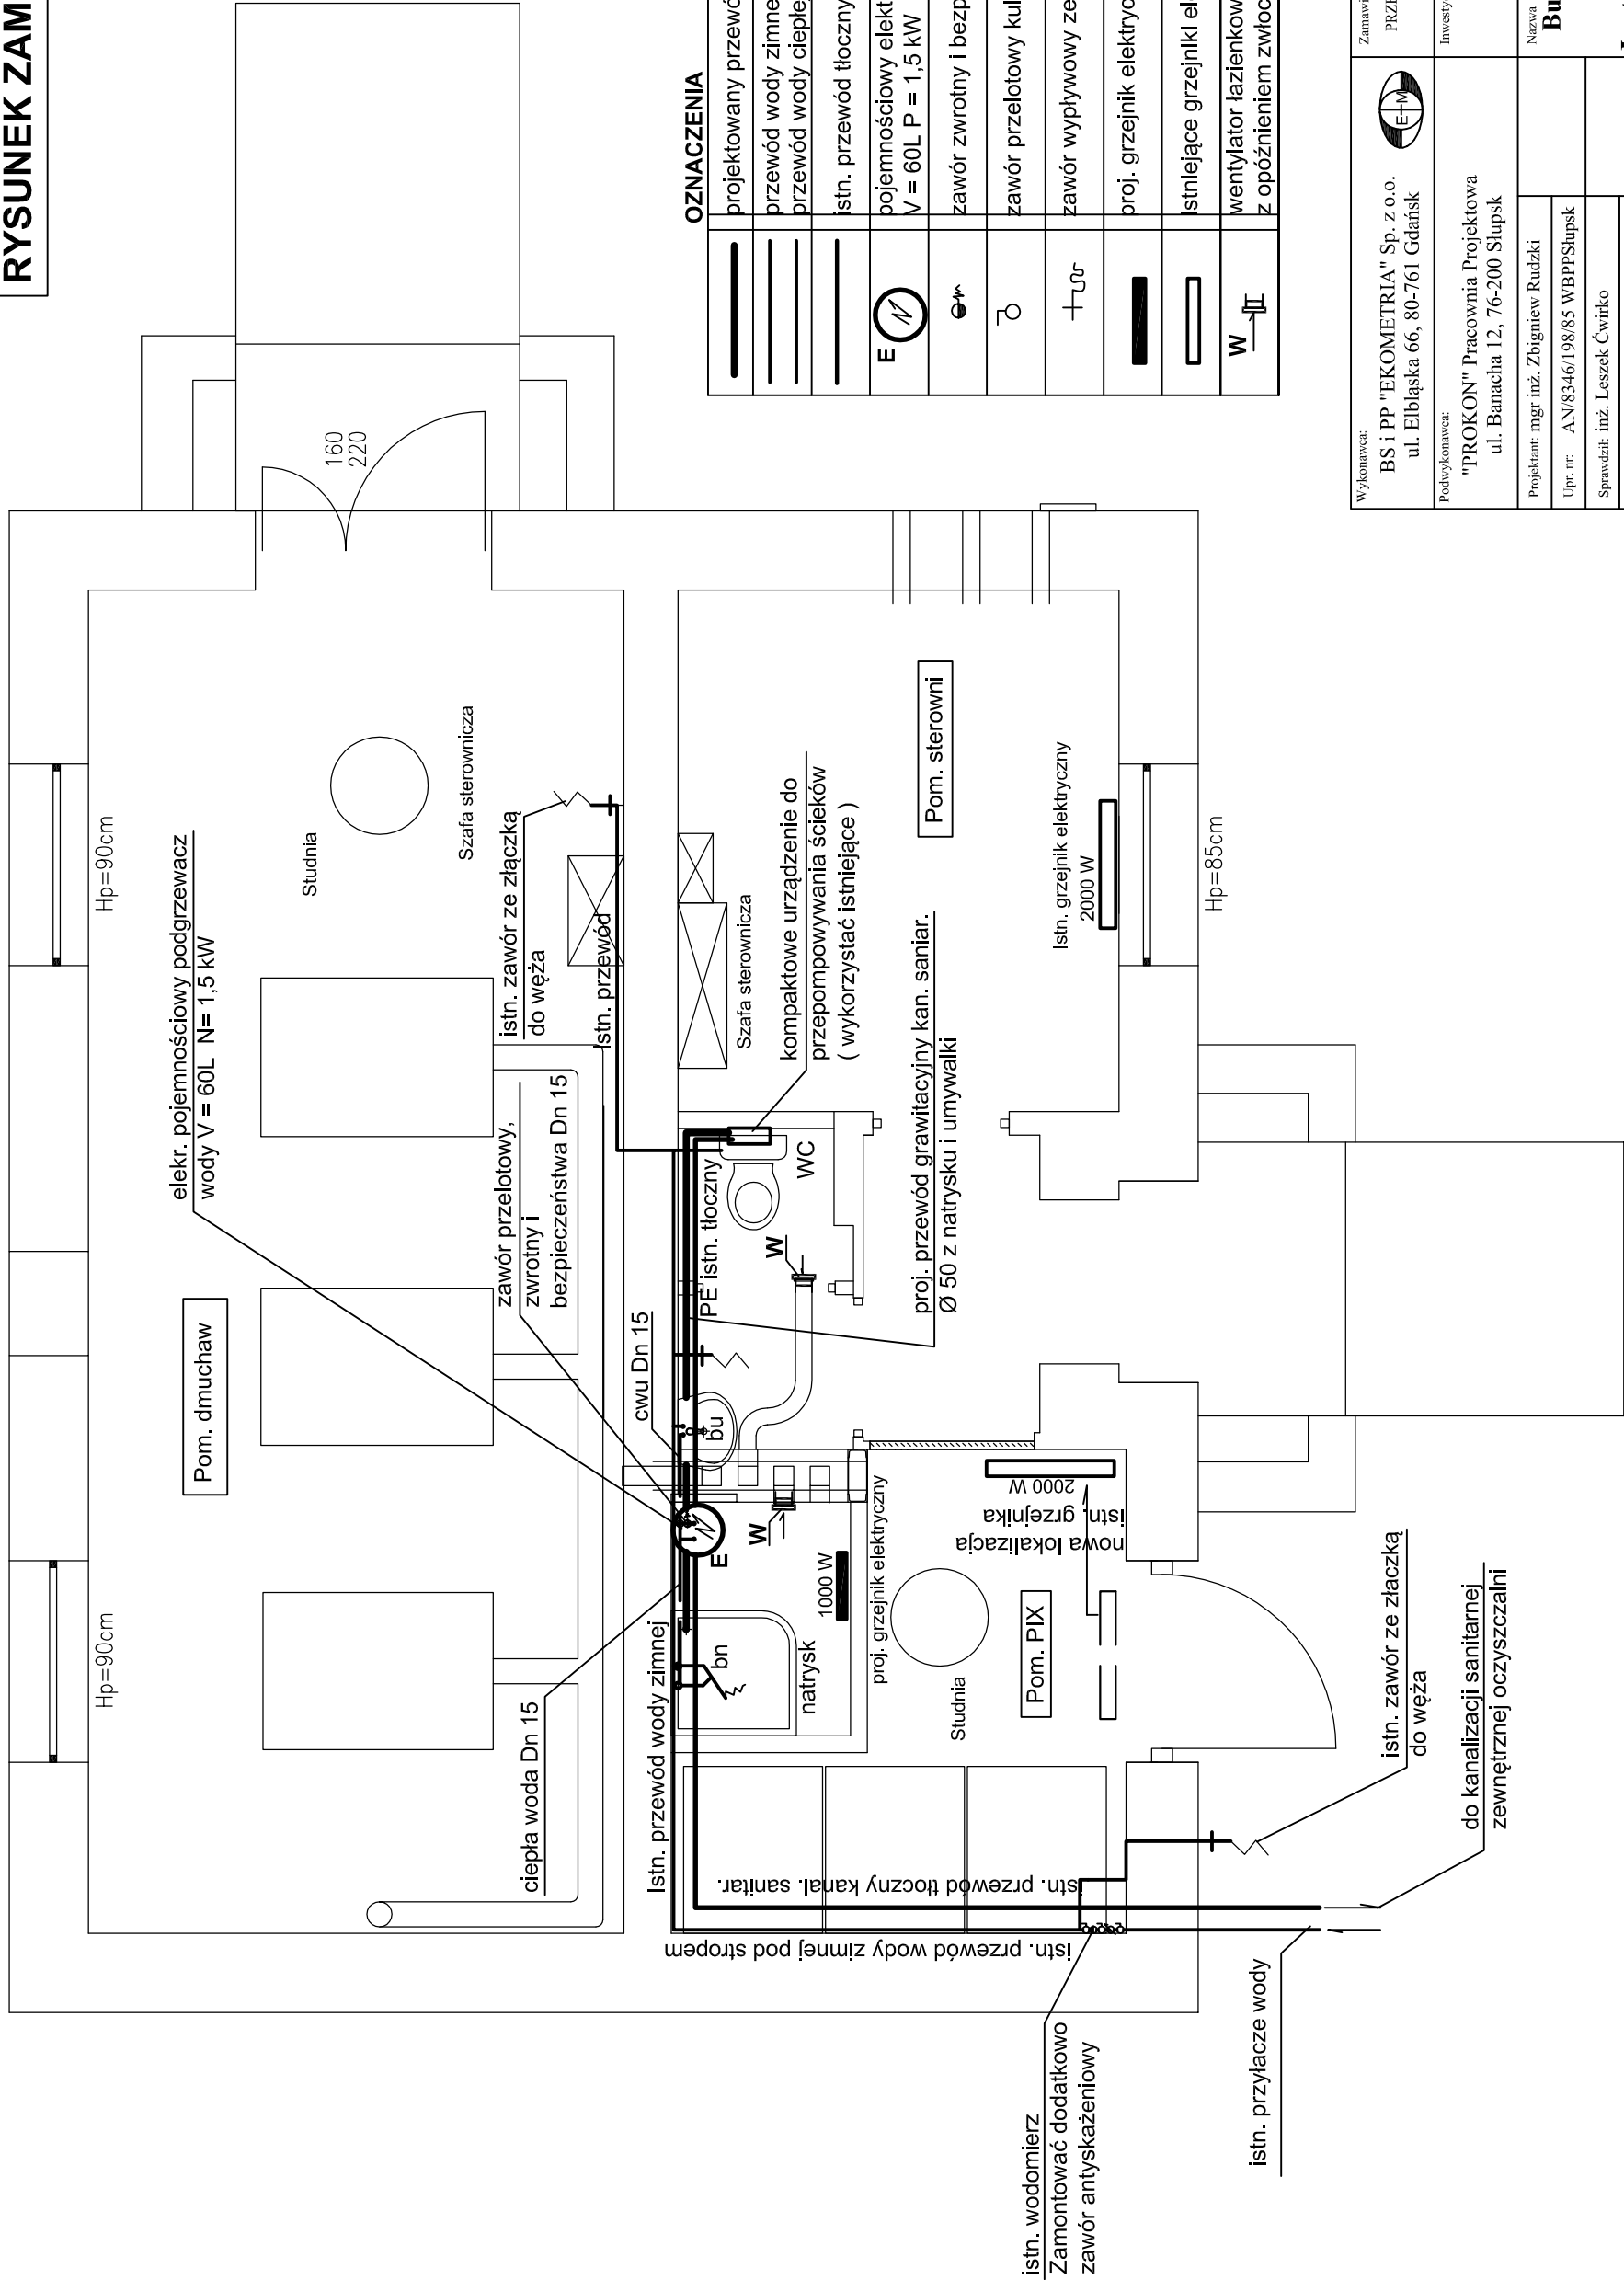 RYSUNEK ZAM
160
220
Hp=90cm
elekr. pojemnościowy podgrzewacz
wody V = 60L  N= 1,5 kW
Studnia
Szafa sterownicza
istn. zawór ze złączką
do węża
Istn. przewód
zawór przelotowy,
zwrotny i
bezpieczeństwa Dn 15
Pom. dmuchaw
Hp=90cm
ciepła woda Dn 15
cwu Dn 15
Istn. przewód wody zimnej
PE istn. tłoczny
WC
W
bu
E
W
bn
natrysk
1000 W
proj. grzejnik elektryczny
Szafa sterownicza
kompaktowe urządzenie do
przepompowywania ścieków
( wykorzystać istniejące )
proj. przewód grawitacyjny kan. saniar.
Ø 50 z natrysku i umywalki
Pom. sterowni
Istn. grzejnik elektryczny
2000 W
Hp=85cm
nowa lokalizacja
istn. grzejnika
2000 W
Studnia
Pom. PIX
istn. przewód tłoczny kanal. sanitar.
istn. przewód wody zimnej pod stropem
istn. zawór ze złaczką
do węża
do kanalizacji sanitarnej
zewnętrznej oczyszczalni
istn. wodomierz
Zamontować dodatkowo
zawór antyskażeniowy
istn. przyłacze wody
OZNACZENIA
projektowany przewó
przewód wody zimne
przewód wody ciepłe
istn. przewód tłoczny
E
pojemnościowy elekt
V = 60L P = 1,5 kW
zawór zwrotny i bezp
zawór przelotowy kul
zawór wypływowy ze
proj. grzejnik elektryc
istniejące grzejniki el
W
wentylator łazienkow
z opóźnieniem zwłoc
Wykonawca:
BS i PP "EKOMETRIA" Sp. z o.o.
ul. Elbląska 66, 80-761 Gdańsk
E+M
Zamawi
PRZE
Podwykonawca:
"PROKON" Pracownia Projektowa
ul. Banacha 12, 76-200 Słupsk
Inwesty
Projektant: mgr inż. Zbigniew Rudzki
Nazwa
Bu
Upr. nr: AN/8346/198/85 WBPPSłupsk
Sprawdził: inż. Leszek Ćwirko